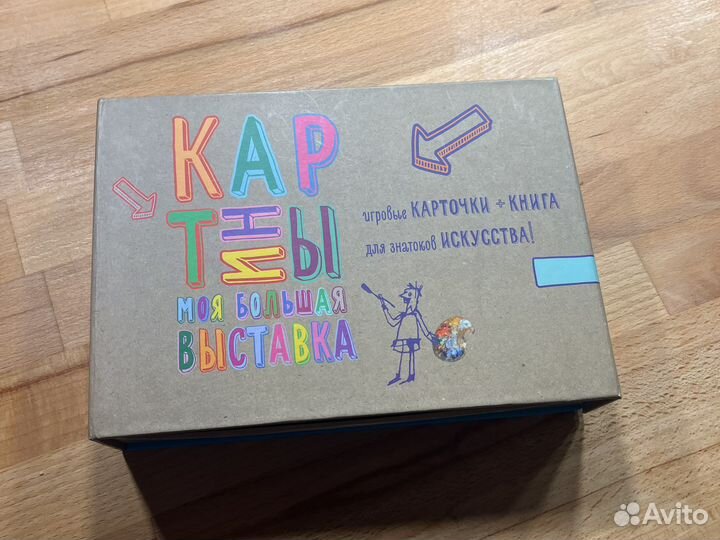 КАР
ТИНЫ
МОЯ БОЛЬШАЯ
ВЫСТАВКА
игровые КАРТОЧКИ + КНИГА
для знатоков ИСКУССТВА!
Avito